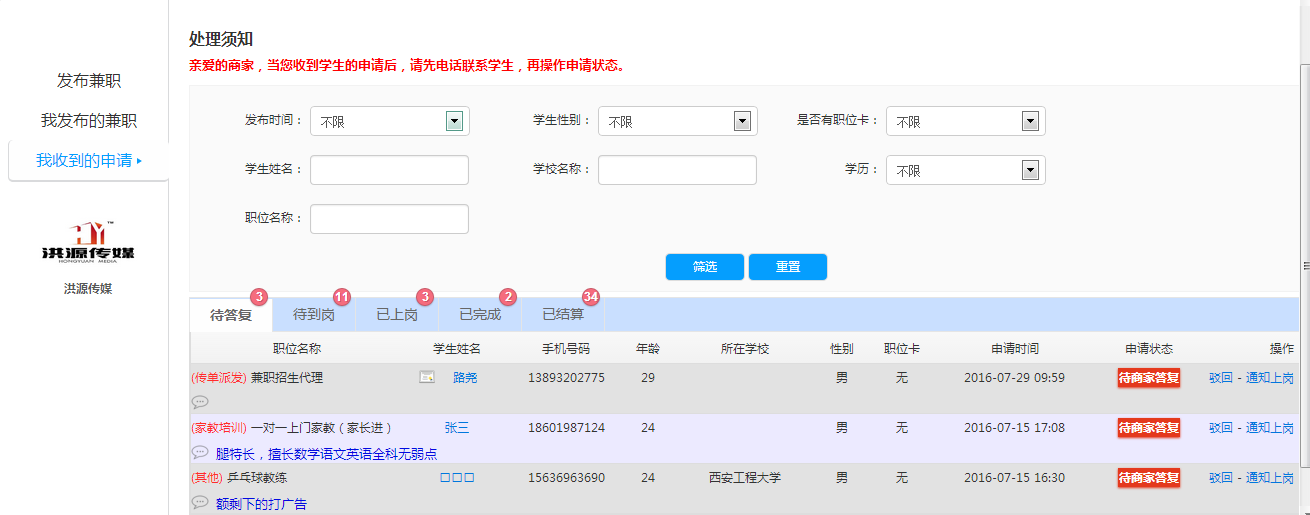 处理须知
亲爱的商家，当您收到学生的申请后，请先电话联系学生，再操作申请状态。
发布兼职
我发布的兼职
我收到的申请
洪源传媒
HONGYUAN MEDIA
洪源传媒
发布时间： 不限 学生性别： 不限 是否有职位卡： 不限
学生姓名： 学校名称： 学历： 不限
职位名称：
筛选 重置
待答复 3 待到岗 11 已上岗 3 已完成 2 已结算 34
职位名称 学生姓名 手机号码 年龄 所在学校 性别 职位卡 申请时间 申请状态 操作
(传单派发) 兼职招生代理 路尧 13893202775 29 男 无 2016-07-29 09:59 待商家答复 驳回 - 通知上岗
(家教培训) 一对一上门家教（家长进） 张三 18601987124 24 男 无 2016-07-15 17:08 待商家答复 驳回 - 通知上岗
腿特长，擅长数学语文英语全科无弱点
(其他) 乒乓球教练 □□□ 15636963690 24 西安工程大学 男 无 2016-07-15 16:30 待商家答复 驳回 - 通知上岗
额剩下的打广告